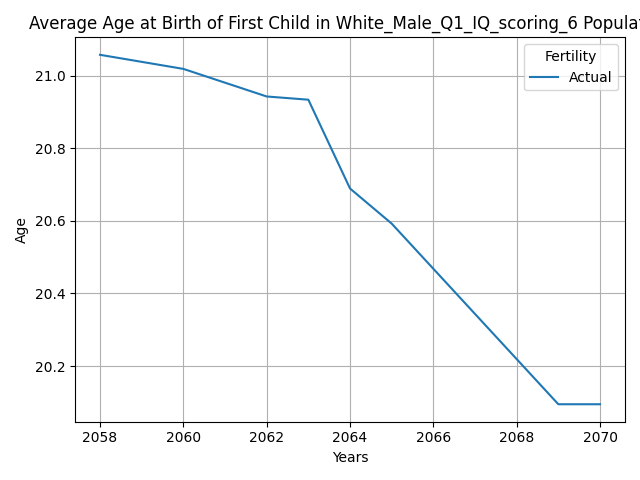 Average Age at Birth of First Child in White_Male_Q1_IQ_scoring_6 Populat
Fertility
Actual
21.0
20.8
20.6
20.4
20.2
Age
2058 2060 2062 2064 2066 2068 2070
Years